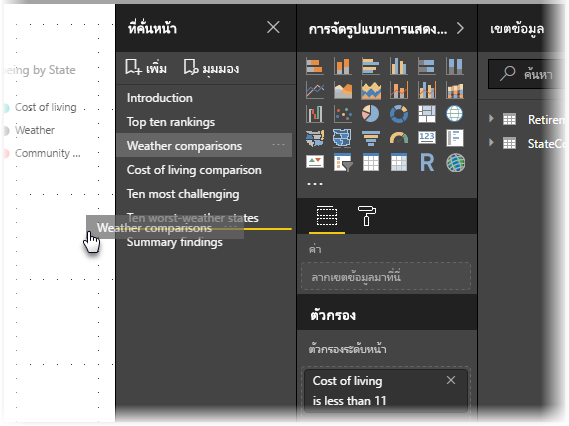 ที่คั่นหน้า
เพิ่ม มุมมอง
Introduction
Top ten rankings
Weather comparisons
Cost of living comparison
Ten most challenging
Ten worst-weather states
Weather comparisons
Summary findings
by State
Cost of living
Weather
Community ...
การจัดรูปแบบการแสดง...
123
R
ค่า
ลากเขตข้อมูลมาที่นี่
ตัวกรอง
ตัวกรองระดับหน้า
Cost of living
is less than 11
เขตข้อมูล
ค้นหา
Retirem
StateCo